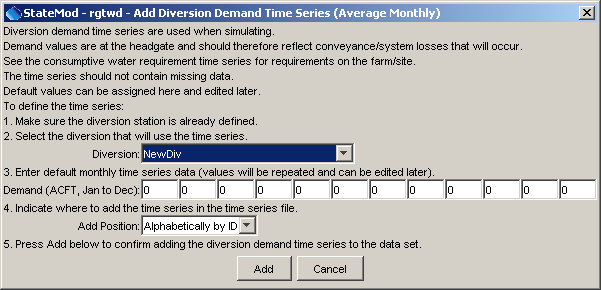 StateMod - rgtwd - Add Diversion Demand Time Series (Average Monthly)
Diversion demand time series are used when simulating.
Demand values are at the headgate and should therefore reflect conveyance/system losses that will occur.
See the consumptive water requirement time series for requirements on the farm/site.
The time series should not contain missing data.
Default values can be assigned here and edited later.
To define the time series:
1. Make sure the diversion station is already defined.
2. Select the diversion that will use the time series.
Diversion: NewDiv
3. Enter default monthly time series data (values will be repeated and can be edited later).
Demand (ACFT, Jan to Dec): 0 0 0 0 0 0 0 0 0 0 0 0
4. Indicate where to add the time series in the time series file.
Add Position: Alphabetically by ID
5. Press Add below to confirm adding the diversion demand time series to the data set.
Add Cancel